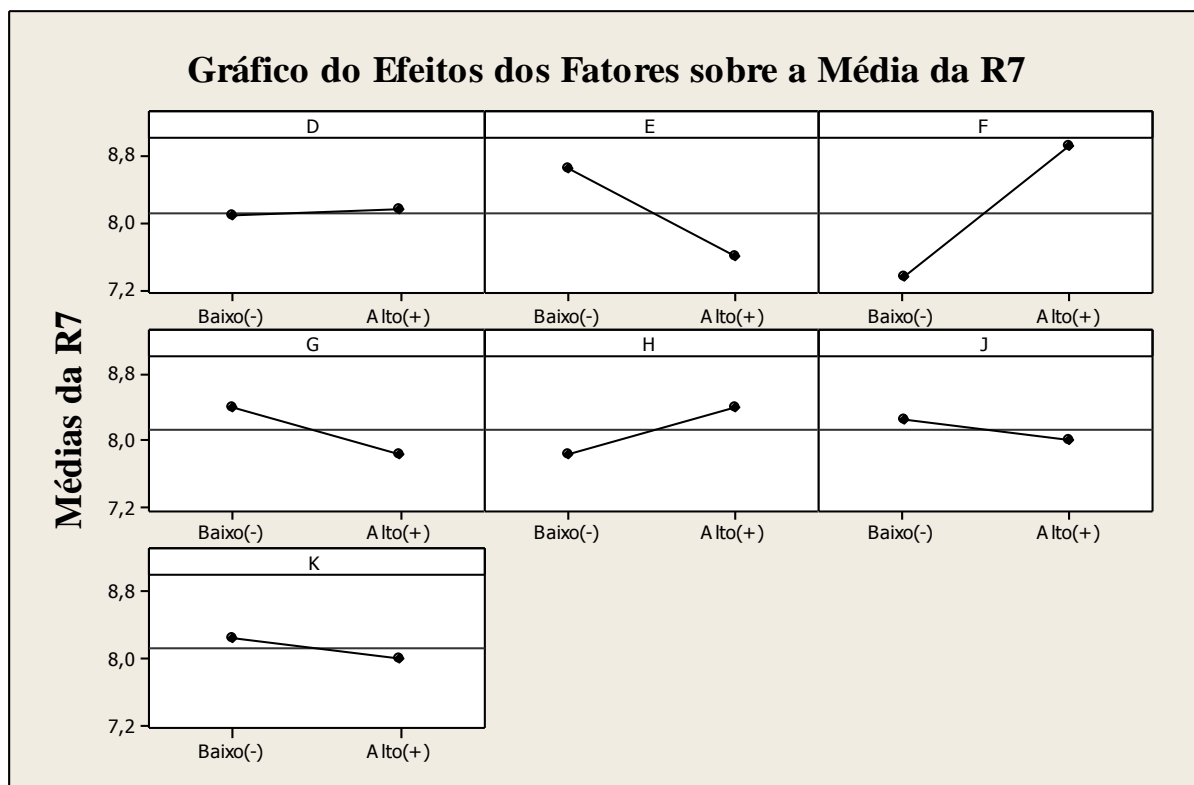 Gráfico do Efeitos dos Fatores sobre a Média da R7
Médias da R7
D E F
8,8
8,0
7,2
Baixo(-) Alto(+) Baixo(-) Alto(+) Baixo(-) Alto(+)
G H J
8,8
8,0
7,2
Baixo(-) Alto(+) Baixo(-) Alto(+) Baixo(-) Alto(+)
K
8,8
8,0
7,2
Baixo(-) Alto(+)